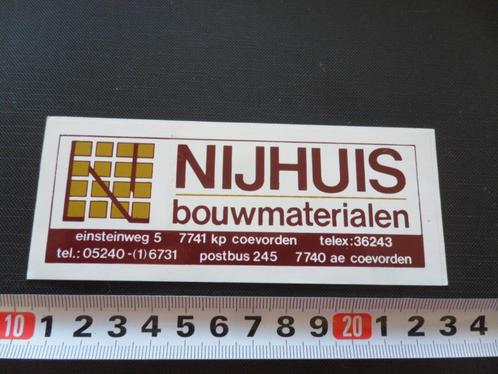 NIJHUIS
bouwmaterialen
einsteinweg 5 7741 kp coevorden telex:36243
tel.: 05240-(1)6731 postbus 245 7740 ae coevorden
10 1 2 3 4 5 6 7 8 9 20 1 2 3 4